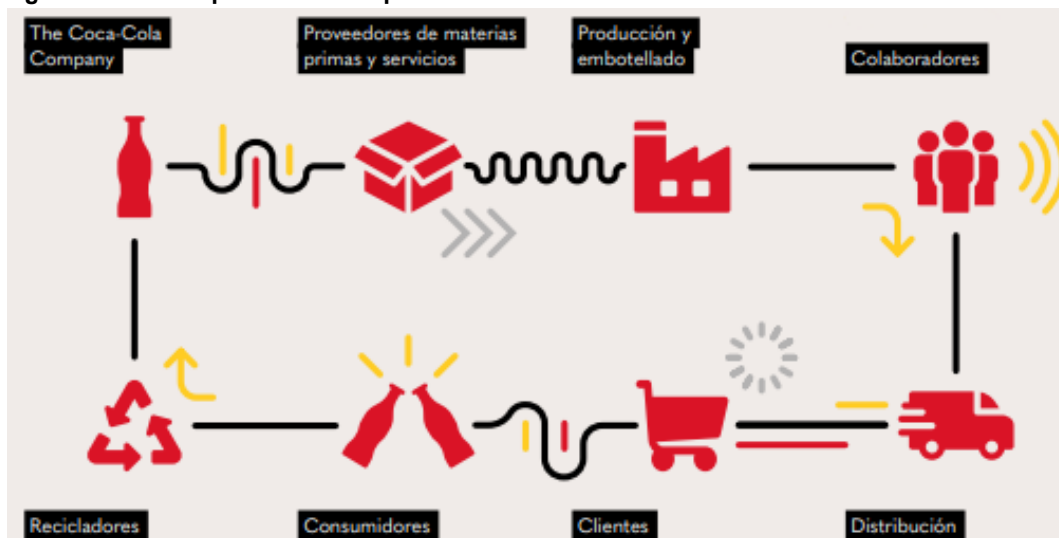 The Coca-Cola
Company
Proveedores de materias
primas y servicios
Producción y
embotellado
Colaboradores
Recicladores
Consumidores
Clientes
Distribución